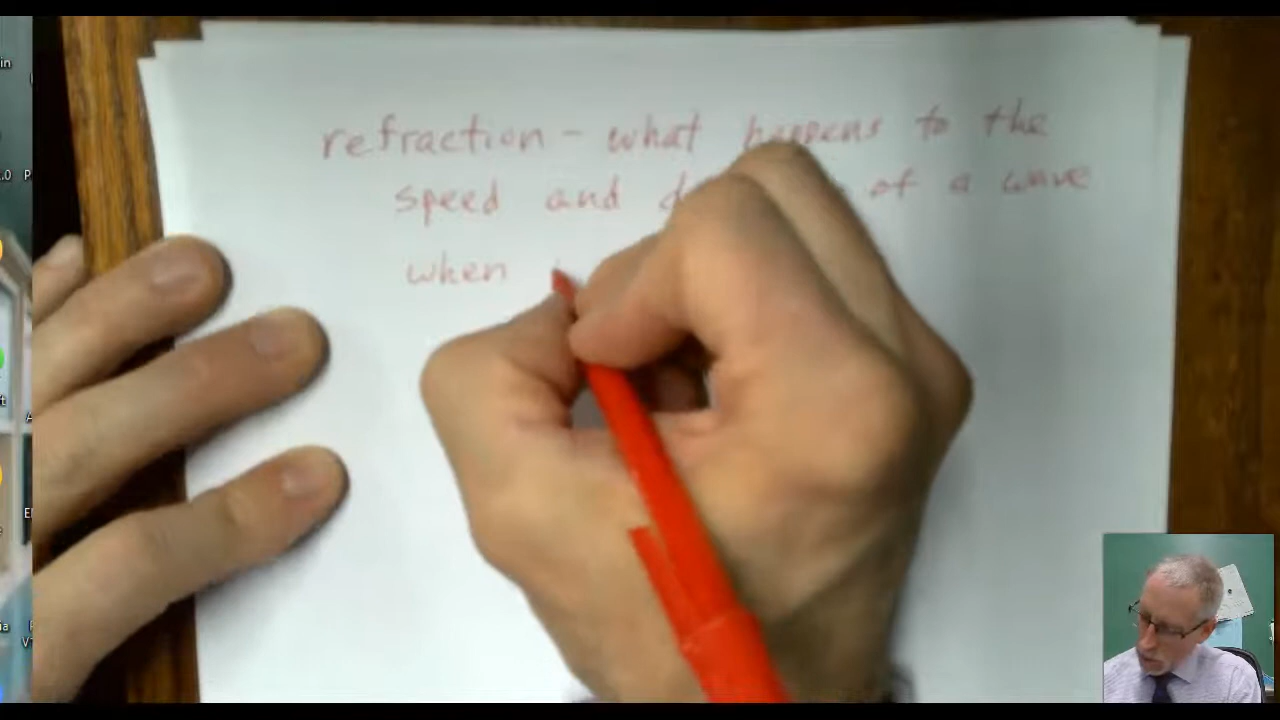 refraction - what happens to the
speed and of a wave
when